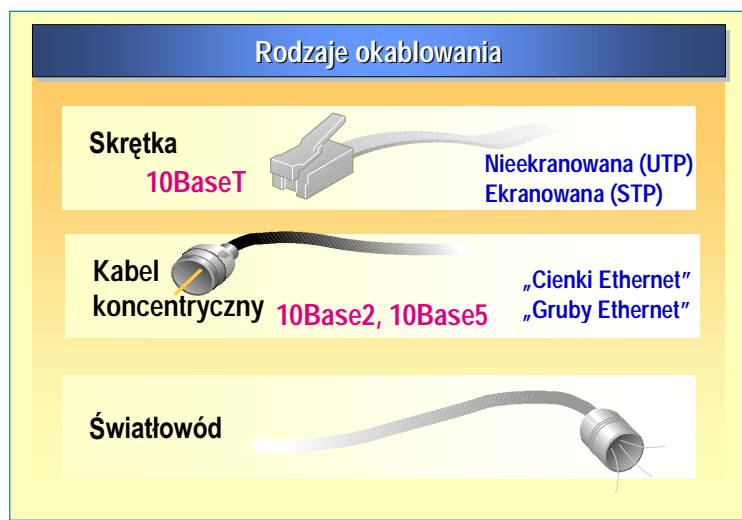 Rodzaje okablowania
Skrętka
10BaseT
Nieekranowana (UTP)
Ekranowana (STP)
Kabel
koncentryczny
10Base2, 10Base5
„Cienki Ethernet”
„Gruby Ethernet”
Światłowód